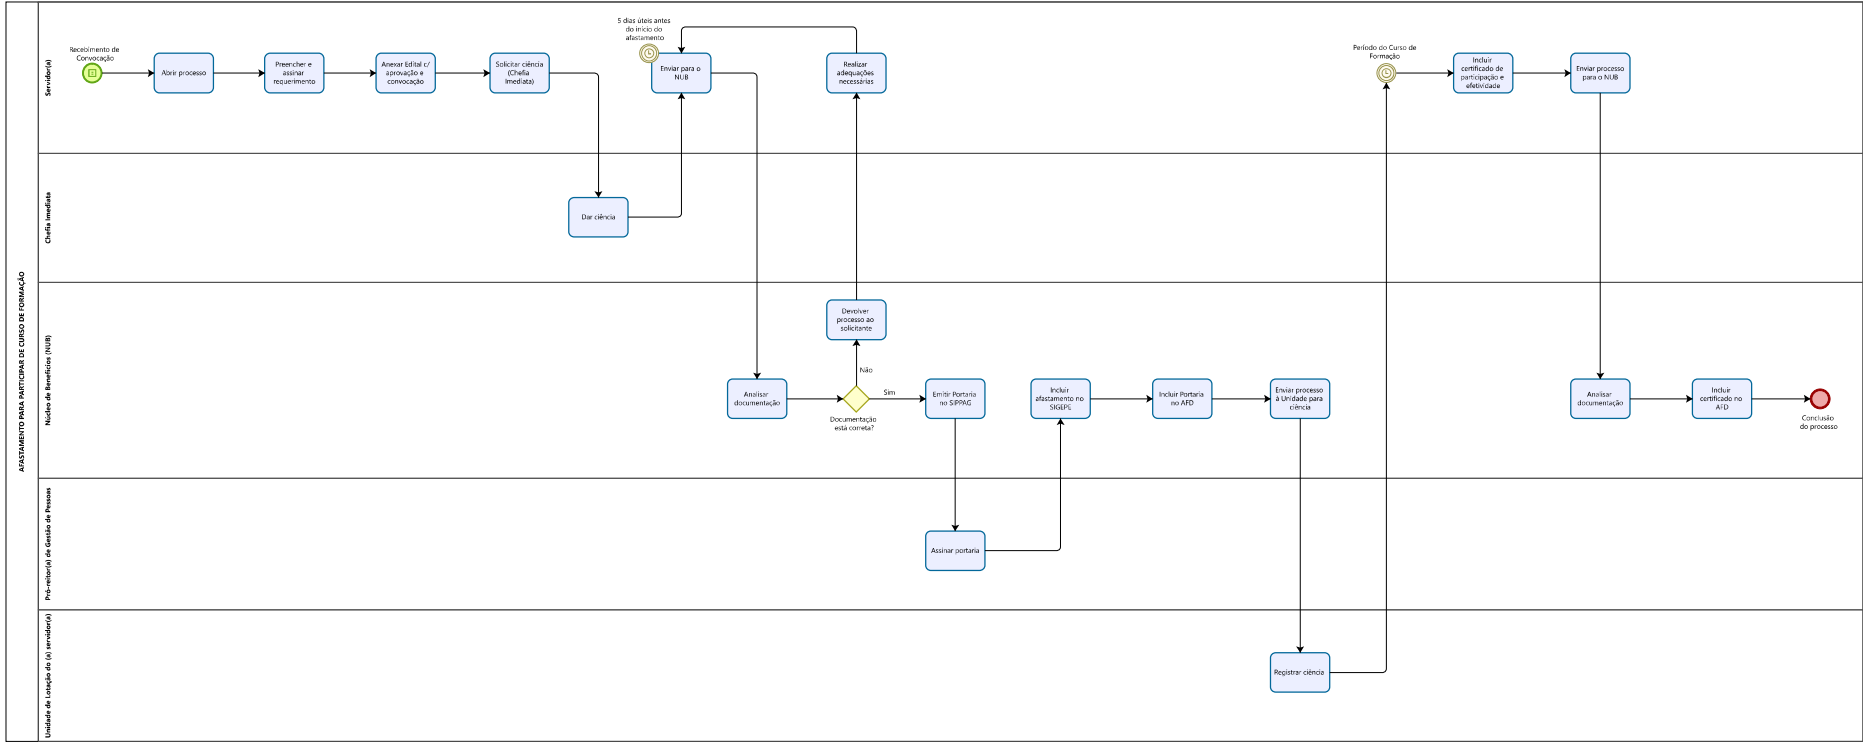 AFASTAMENTO PARA PARTICIPAR DE CURSO DE FORMAÇÃO
Servidor(a)
Recebimento de
Convocação
Abrir processo
Preencher e
assinar
requerimento
Anexar Edital c/
aprovação e
convocação
Solicitar ciência
(Chefia
Imediata)
5 dias úteis antes
do início do
afastamento
Enviar para o
NUB
Realizar
adequações
necessárias
Período do Curso de
Formação
Incluir
certificado de
participação e
efetividade
Enviar processo
para o NUB
Chefia Imediata
Dar ciência
Núcleo de Benefícios (NUB)
Devolver
processo ao
solicitante
Não
Analisar
documentação
Documentação
está correta?
Sim
Emitir Portaria
no SIPPAG
Incluir
afastamento no
SIGEPE
Incluir Portaria
no AFD
Enviar processo
à Unidade para
ciência
Analisar
documentação
Incluir
certificado no
AFD
Conclusão
do processo
Pró-reitor(a) de Gestão de Pessoas
Assinar portaria
Unidade de Lotação do (a) servidor(a)
Registrar ciência